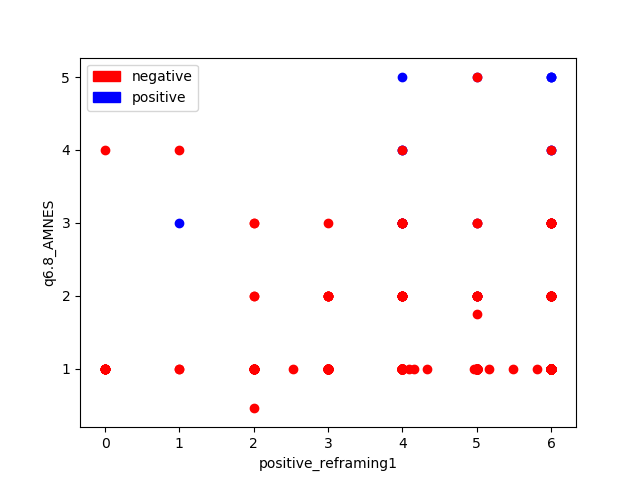 negative
positive
5
4
3
2
1
q6.8_AMNES
0 1 2 3 4 5 6
positive_reframing1